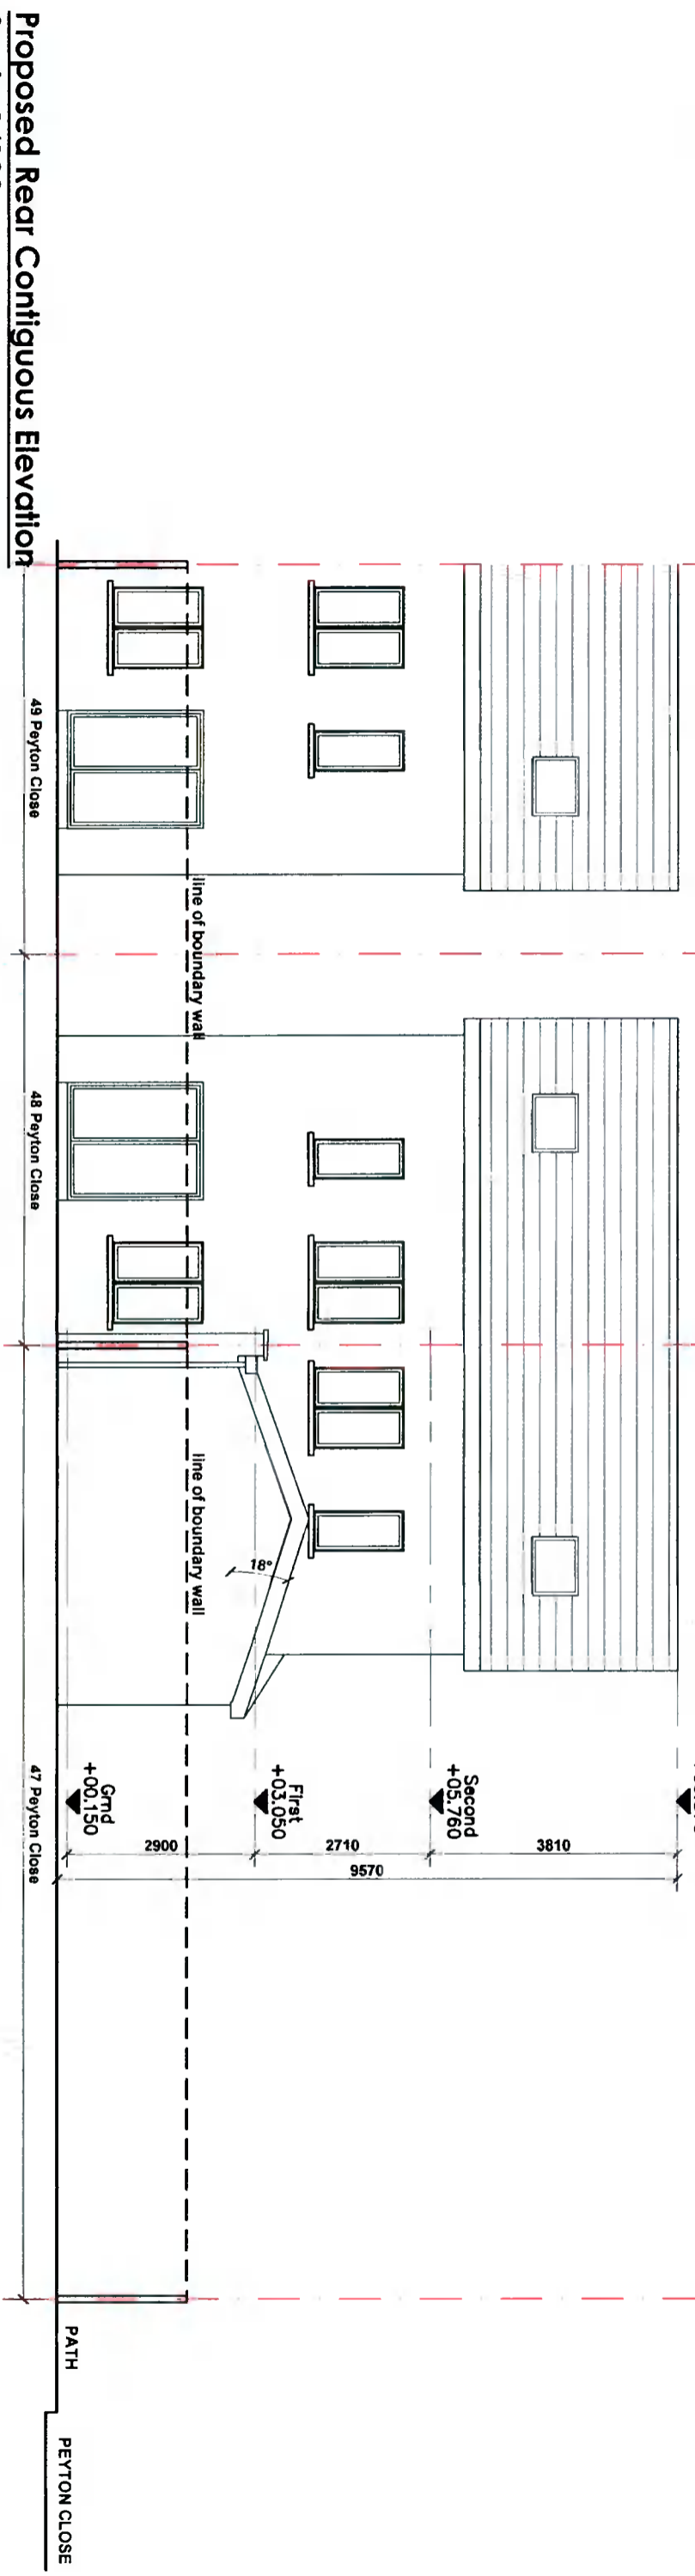 Proposed Rear Contiguous Elevation
49 Peyton Close
48 Peyton Close
47 Peyton Close
line of boundary wall
line of boundary wall
18°
Second
+05.760
First
+03.050
Grnd
+00.150
3810
2710
2900
9570
PATH
PEYTON CLOSE